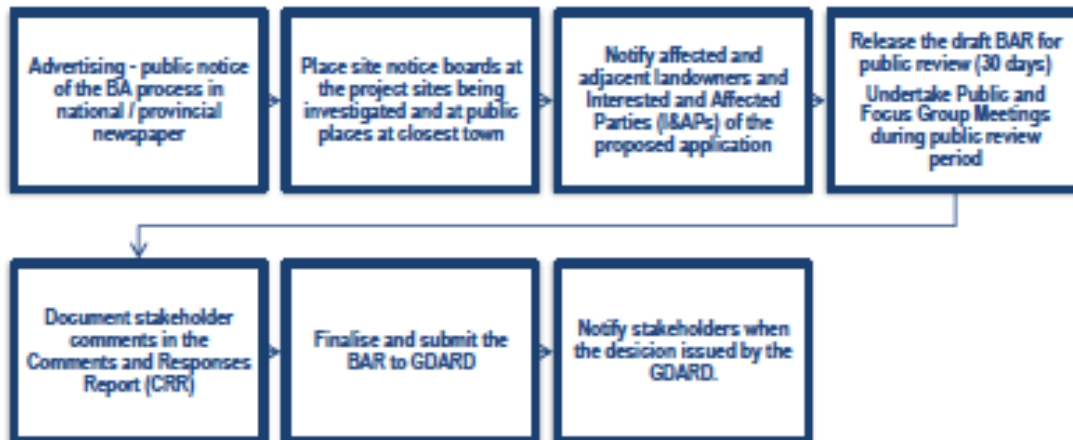 Advertising - public notice
of the BA process in
national / provincial
newspaper
Place site notice boards at
the project sites being
investigated and at public
places at closest town
Notify affected and
adjacent landowners and
Interested and Affected
Parties (I&APs) of the
proposed application
Release the draft BAR for
public review (30 days)
Undertake Public and
Focus Group Meetings
during public review
period
Document stakeholder
comments in the
Comments and Responses
Report (CRR)
Finalise and submit the
BAR to GDARD
Notify stakeholders when
the desicion issued by the
GDARD.